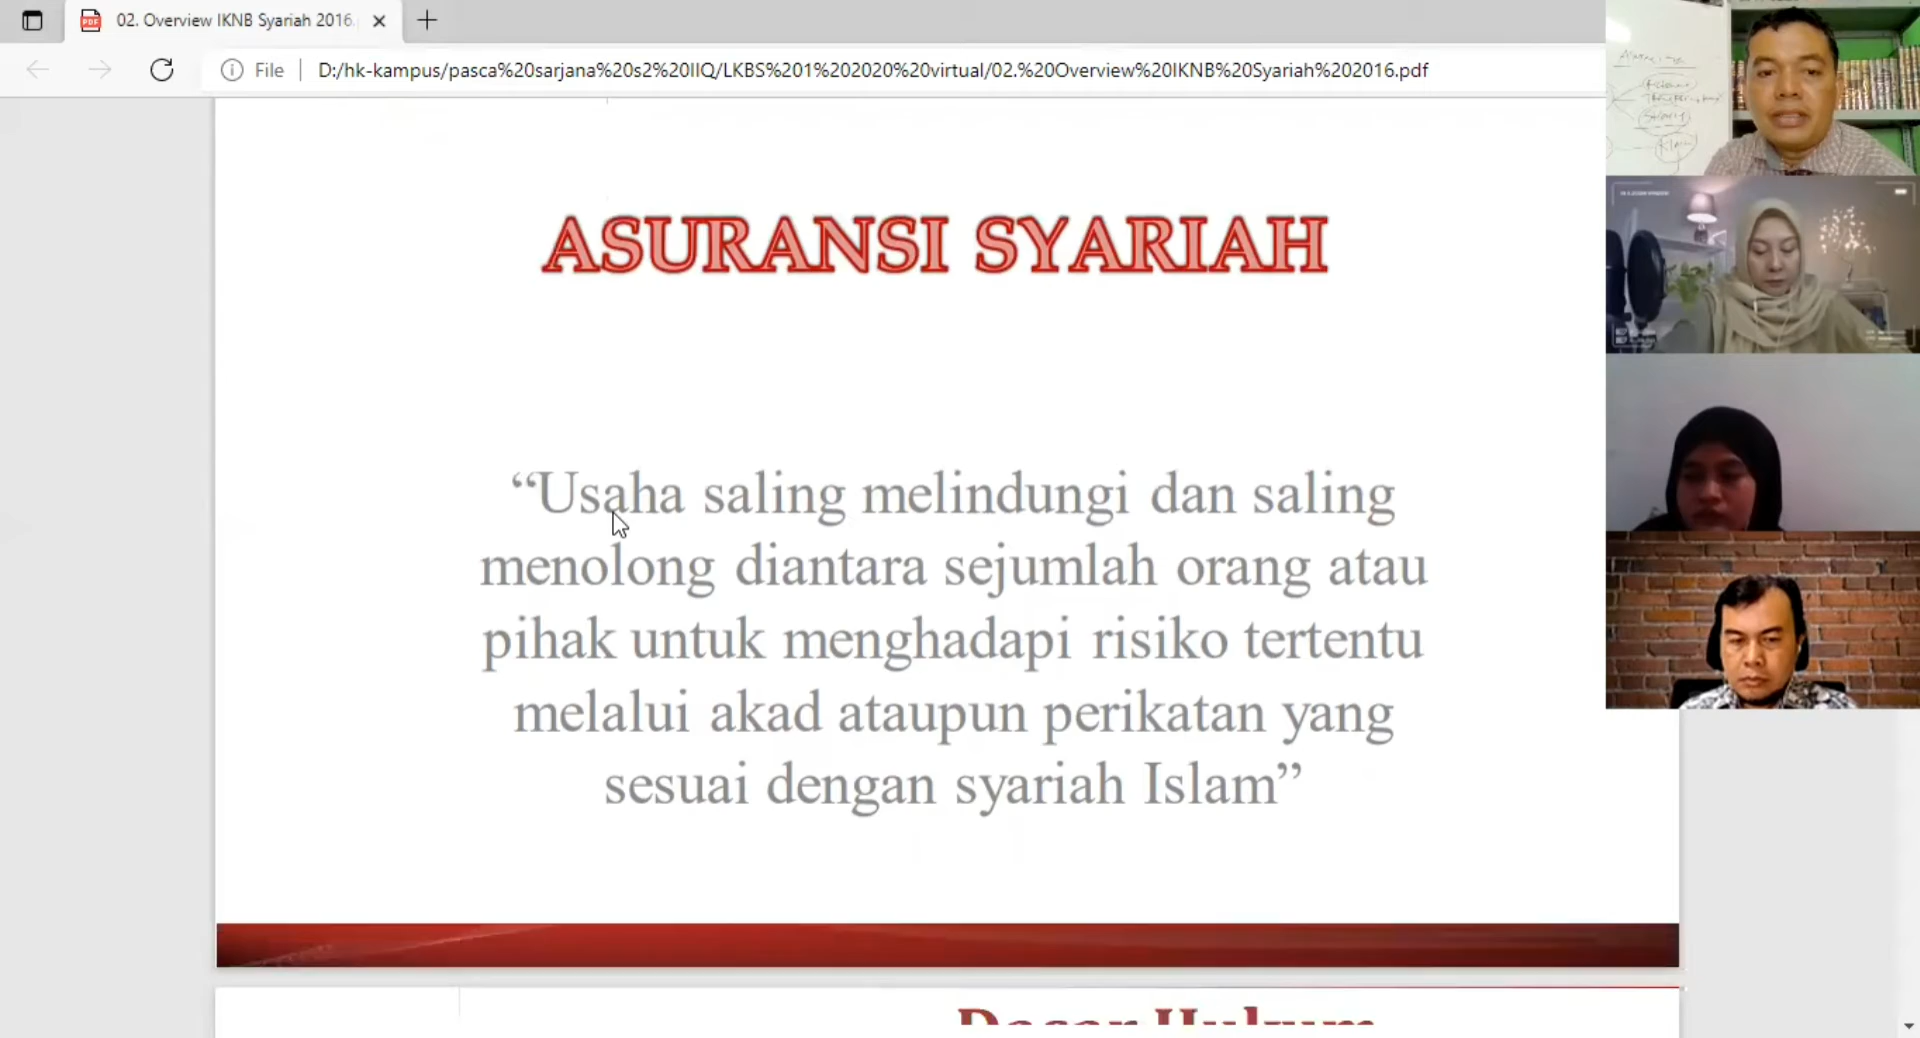 02. Overview IKNB Syariah 2016.
File
D:/hk-kampus/pasca%20sarjana%20s2%20IIQ/LKBS%201%202020%20virtual/02.%20Overview%20IKNB%20Syariah%202016.pdf
ASURANSI SYARIAH
“Usaha saling melindungi dan saling
menolong diantara sejumlah orang atau
pihak untuk menghadapi risiko tertentu
melalui akad ataupun perikatan yang
sesuai dengan syariah Islam”
Dasar Hukum